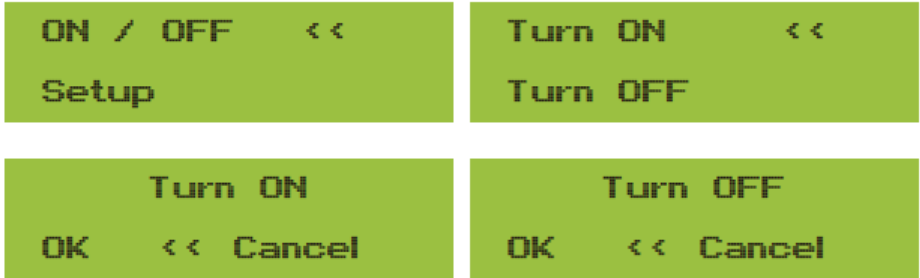 ON / OFF <<
Setup
Turn ON <<
Turn OFF
Turn ON
OK << Cancel
Turn OFF
OK << Cancel